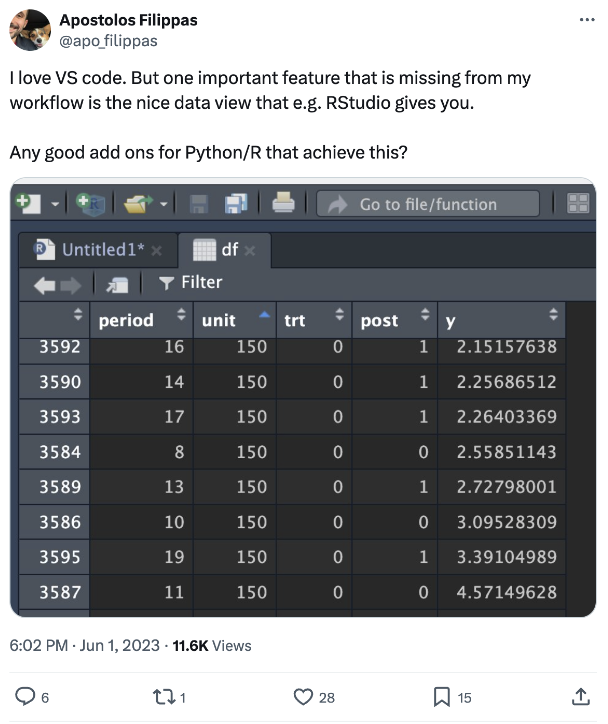 Apostolos Filippas
@apo_filippas
I love VS code. But one important feature that is missing from my
workflow is the nice data view that e.g. RStudio gives you.
Any good add ons for Python/R that achieve this?
Go to file/function
Untitled1* df
Filter
period unit trt post y
3592 16 150 0 1 2.15157638
3590 14 150 0 1 2.25686512
3593 17 150 0 1 2.26403369
3584 8 150 0 0 2.55851143
3589 13 150 0 1 2.72798001
3586 10 150 0 0 3.09528309
3595 19 150 0 1 3.39104989
3587 11 150 0 0 4.57149628
6:02 PM · Jun 1, 2023 · 11.6K Views
6 1 28 15